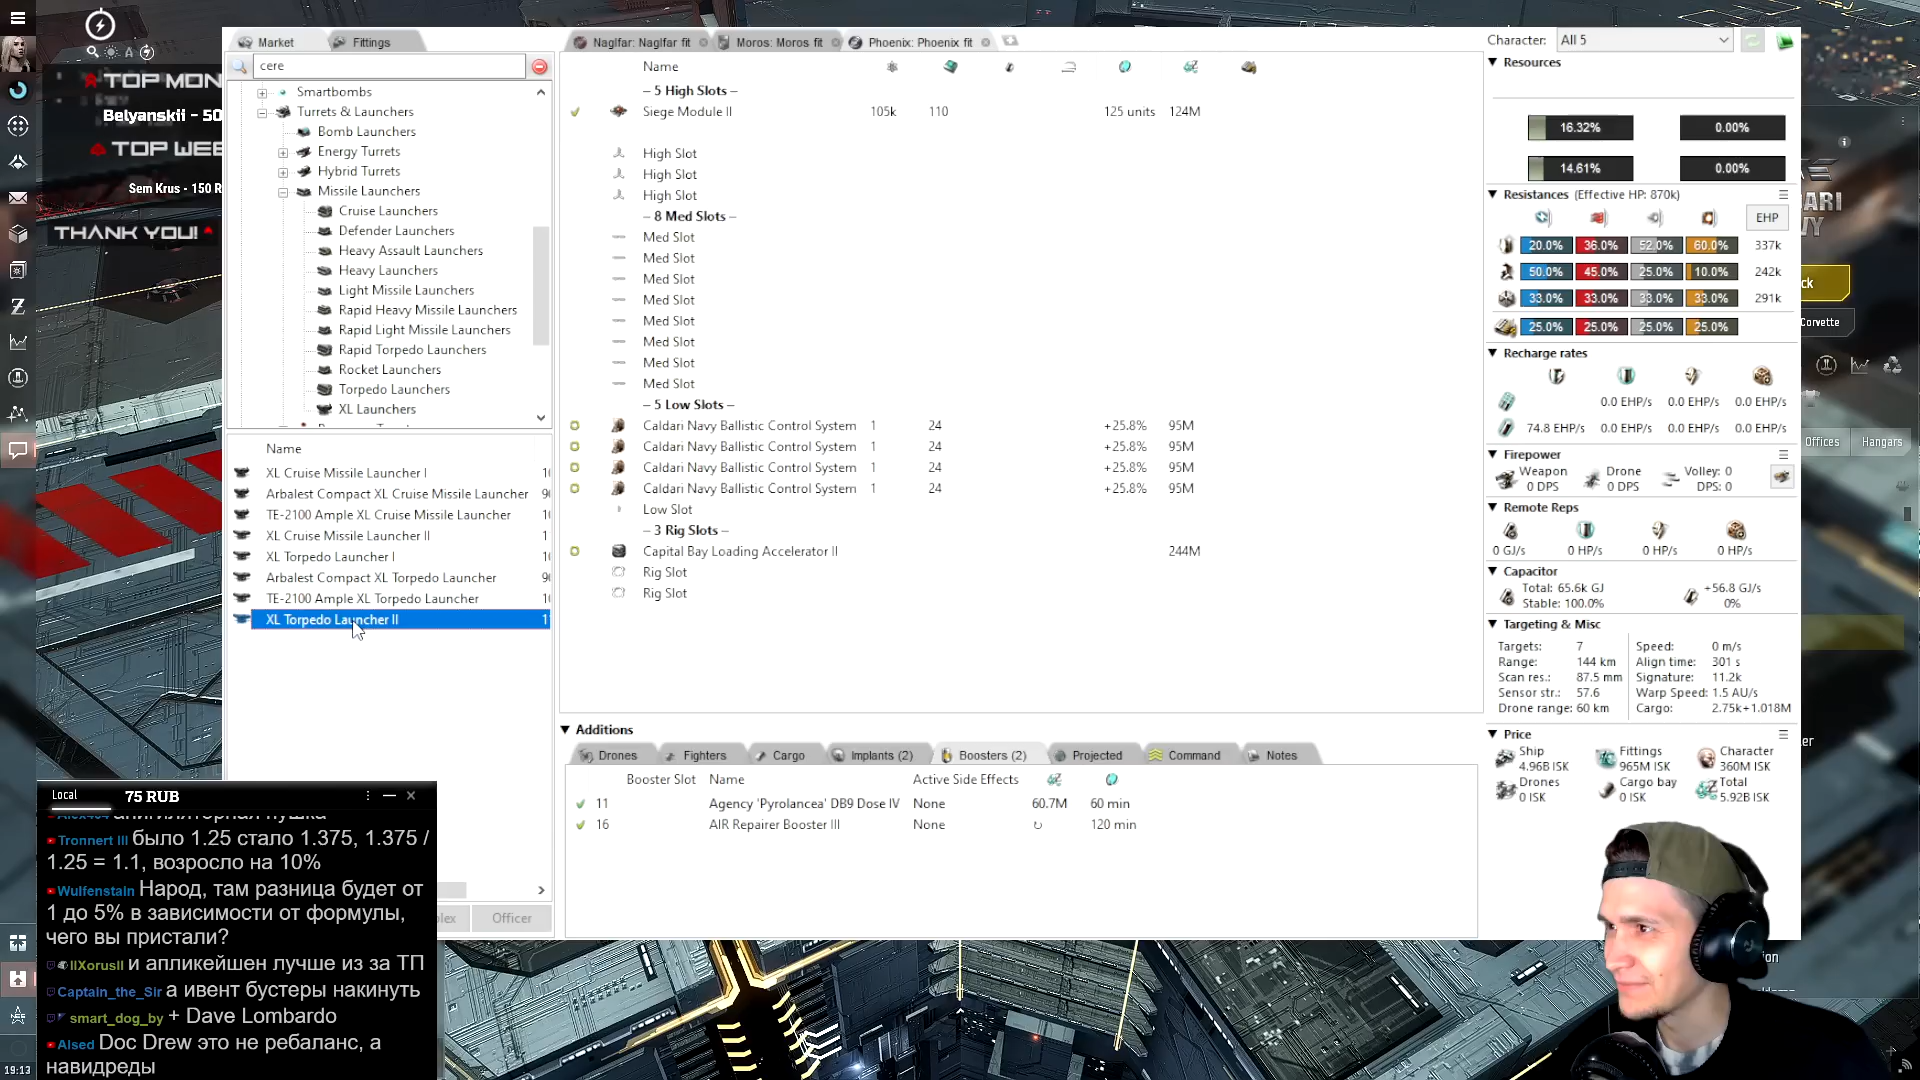 Market
Fittings
cere
Smartbombs
Turrets & Launchers
Bomb Launchers
Energy Turrets
Hybrid Turrets
Missile Launchers
Cruise Launchers
Defender Launchers
Heavy Assault Launchers
Heavy Launchers
Light Missile Launchers
Rapid Heavy Missile Launchers
Rapid Light Missile Launchers
Rapid Torpedo Launchers
Rocket Launchers
Torpedo Launchers
XL Launchers
Name
XL Cruise Missile Launcher I
Arbalest Compact XL Cruise Missile Launcher
TE-2100 Ample XL Cruise Missile Launcher
XL Cruise Missile Launcher II
XL Torpedo Launcher I
Arbalest Compact XL Torpedo Launcher
TE-2100 Ample XL Torpedo Launcher
XL Torpedo Launcher II
Officer
Naglfar: Naglfar fit
Moros: Moros fit
Phoenix: Phoenix fit
Name
– 5 High Slots –
Siege Module II 105k 110 125 units 124M
High Slot
High Slot
High Slot
– 8 Med Slots –
Med Slot
Med Slot
Med Slot
Med Slot
Med Slot
Med Slot
Med Slot
Med Slot
– 5 Low Slots –
Caldari Navy Ballistic Control System 1 24 +25.8% 95M
Caldari Navy Ballistic Control System 1 24 +25.8% 95M
Caldari Navy Ballistic Control System 1 24 +25.8% 95M
Caldari Navy Ballistic Control System 1 24 +25.8% 95M
Low Slot
– 3 Rig Slots –
Capital Bay Loading Accelerator II 244M
Rig Slot
Rig Slot
Additions
Drones Fighters Cargo Implants (2) Boosters (2) Projected Command Notes
Booster Slot Name Active Side Effects
11 Agency 'Pyrolancea' DB9 Dose IV None 60.7M 60 min
16 AIR Repairer Booster III None 120 min
Character: All 5
Resources
16.32% 0.00%
14.61% 0.00%
Resistances (Effective HP: 870k)
EHP
20.0% 36.0% 52.0% 60.0% 337k
50.0% 45.0% 25.0% 10.0% 242k
33.0% 33.0% 33.0% 33.0% 291k
25.0% 25.0% 25.0% 25.0%
Recharge rates
0.0 EHP/s 0.0 EHP/s 0.0 EHP/s
74.8 EHP/s 0.0 EHP/s 0.0 EHP/s 0.0 EHP/s
Firepower
Weapon Drone Volley: 0
0 DPS 0 DPS DPS: 0
Remote Reps
0 GJ/s 0 HP/s 0 HP/s 0 HP/s
Capacitor
Total: 65.6k GJ +56.8 GJ/s
Stable: 100.0% 0%
Targeting & Misc
Targets: 7 Speed: 0 m/s
Range: 144 km Align time: 301 s
Scan res.: 87.5 mm Signature: 11.2k
Sensor str.: 57.6 Warp Speed: 1.5 AU/s
Drone range: 60 km Cargo: 2.75k+1.018M
Price
Ship Fittings Character
4.96B ISK 965M ISK 360M ISK
Drones Cargo bay Total
0 ISK 0 ISK 5.92B ISK
TOP MON
Belyanskii - 50
TOP WEE
Sem Krus - 150 R
THANK YOU!
Corvette
Offices
Hangars
Local 75 RUB
Tronnert III было 1.25 стало 1.375, 1.375 /
1.25 = 1.1, возросло на 10%
Wulfenstain Народ, там разница будет от
1 до 5% в зависимости от формулы,
чего вы пристали?
llXorusll и апликейшен лучше из за ТП
Captain_the_Sir а ивент бустеры накинуть
smart_dog_by + Dave Lombardo
Alsed Doc Drew это не ребаланс, а
навидреды
19:13